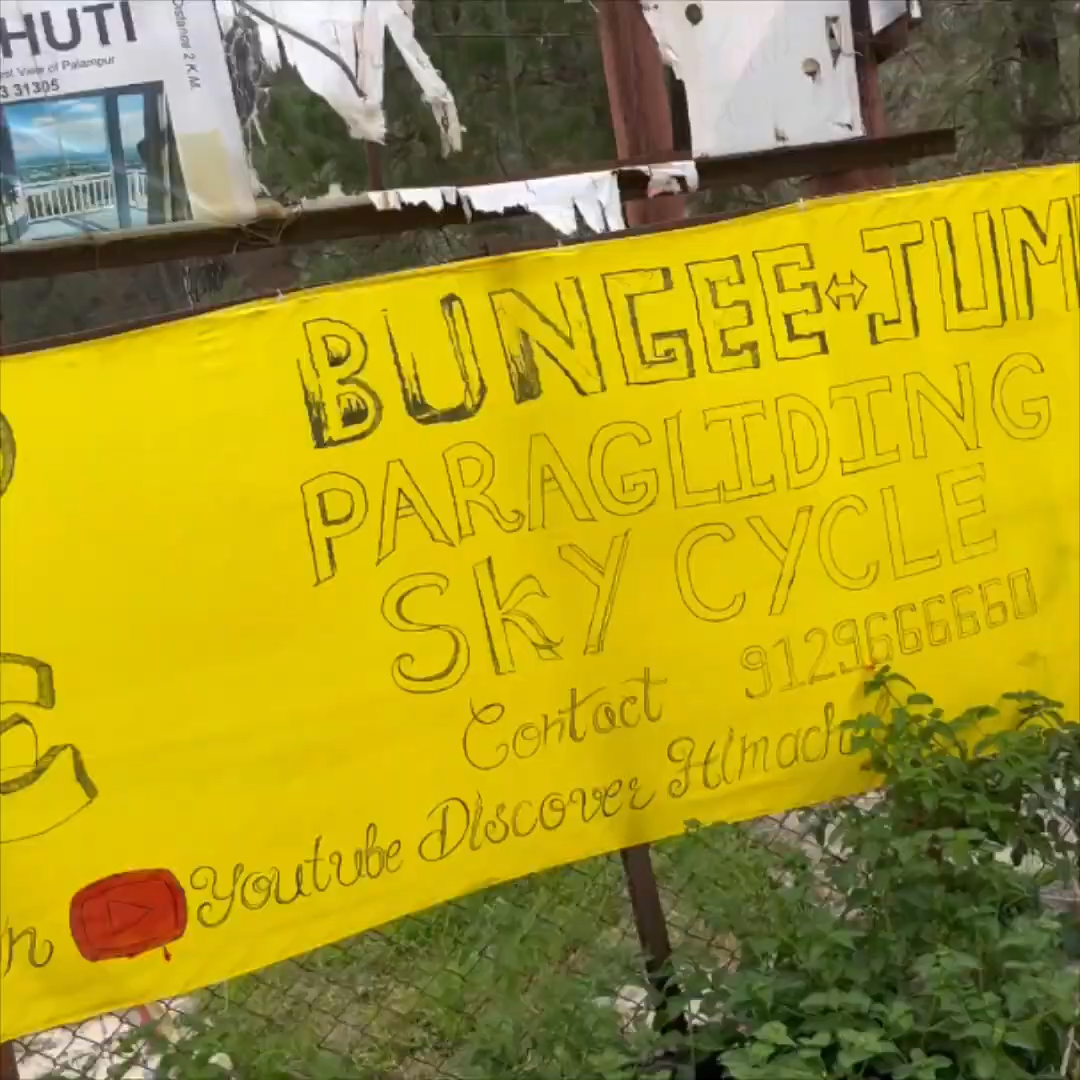 HUTI
est View of Palampur
3 31305
Distance 2 K.M.
BUNGEE↔JUM
PARAGLIDING
SkY CYCLE
Contact 9129666660
n Youtube Discover Himach